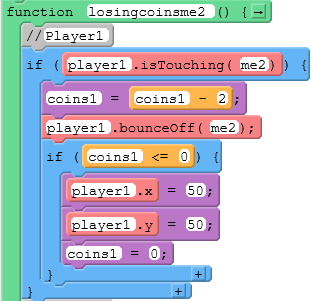 function losingcoinsme2 () { →
//Player1
if ( player1 .isTouching( me2 ) ) {
coins1 = coins1 - 2 ;
player1 .bounceOff( me2 );
if ( coins1 <= 0 ) {
player1 .x = 50;
player1 .y = 50;
coins1 = 0;
} +
} +